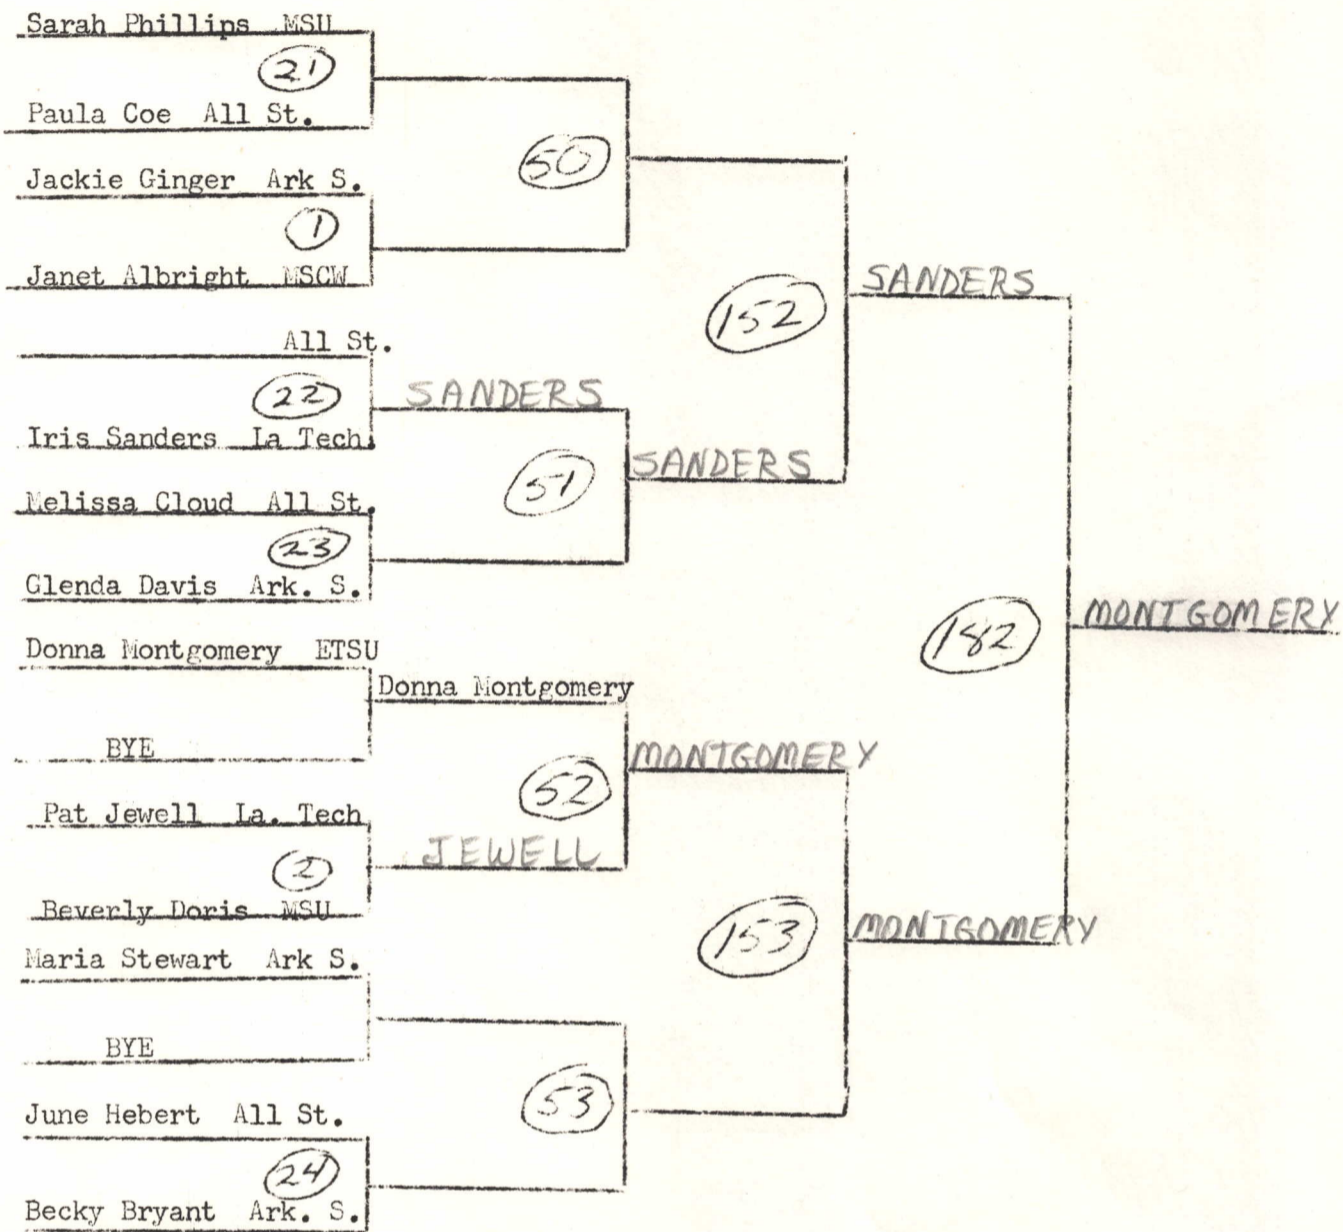 Sarah Phillips MSU
21
Paula Coe All St.
50
Jackie Ginger Ark S.
1
Janet Albright MSCW
152
SANDERS
All St.
22
SANDERS
Iris Sanders La Tech.
51
SANDERS
Melissa Cloud All St.
23
Glenda Davis Ark. S.
182
MONTGOMERY
Donna Montgomery ETSU
Donna Montgomery
BYE
52
MONTGOMERY
Pat Jewell La. Tech
2
JEWELL
Beverly Doris MSU
153
MONTGOMERY
Maria Stewart Ark S.
BYE
53
June Hebert All St.
24
Becky Bryant Ark. S.